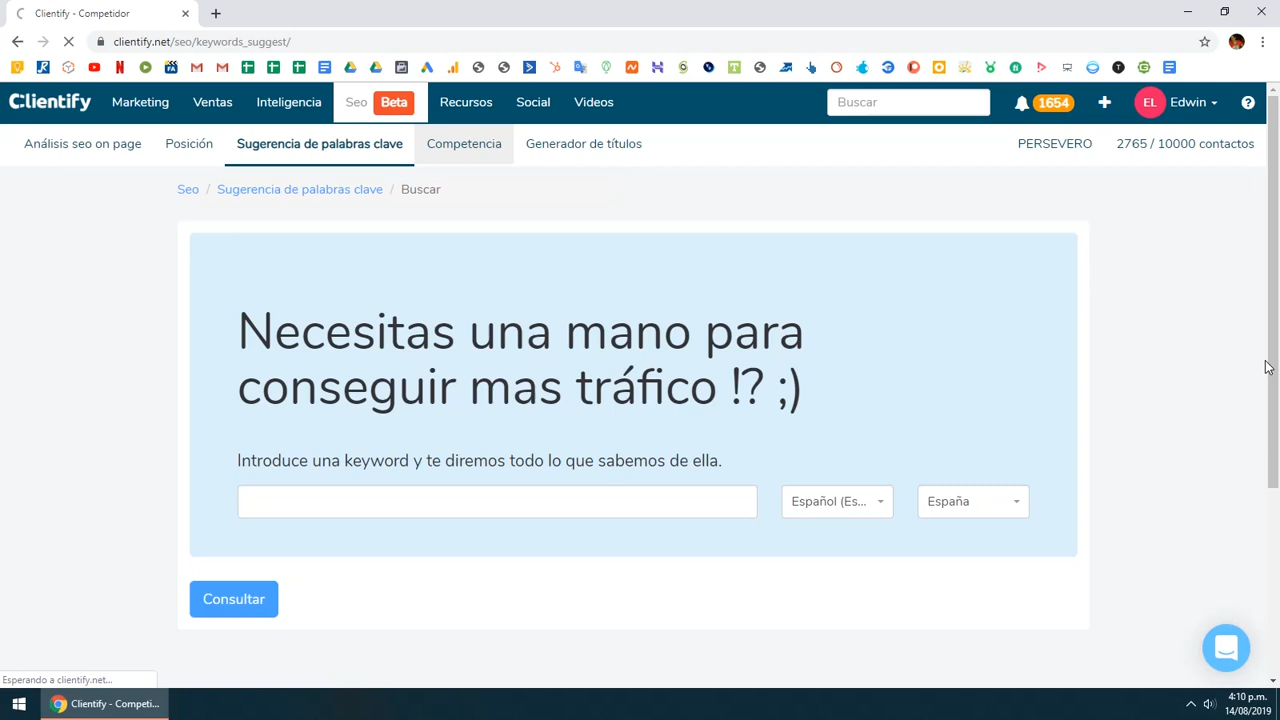 Clientify - Competidor
clientify.net/seo/keywords_suggest/
Clientify
Marketing
Ventas
Inteligencia
Seo Beta
Recursos
Social
Videos
Buscar
1654
EL Edwin
Análisis seo on page
Posición
Sugerencia de palabras clave
Competencia
Generador de títulos
PERSEVERO
2765 / 10000 contactos
Seo / Sugerencia de palabras clave / Buscar
Necesitas una mano para
conseguir mas tráfico !? ;)
Introduce una keyword y te diremos todo lo que sabemos de ella.
Español (Es...
España
Consultar
Esperando a clientify.net...
Clientify - Competi...
4:10 p.m.
14/08/2019